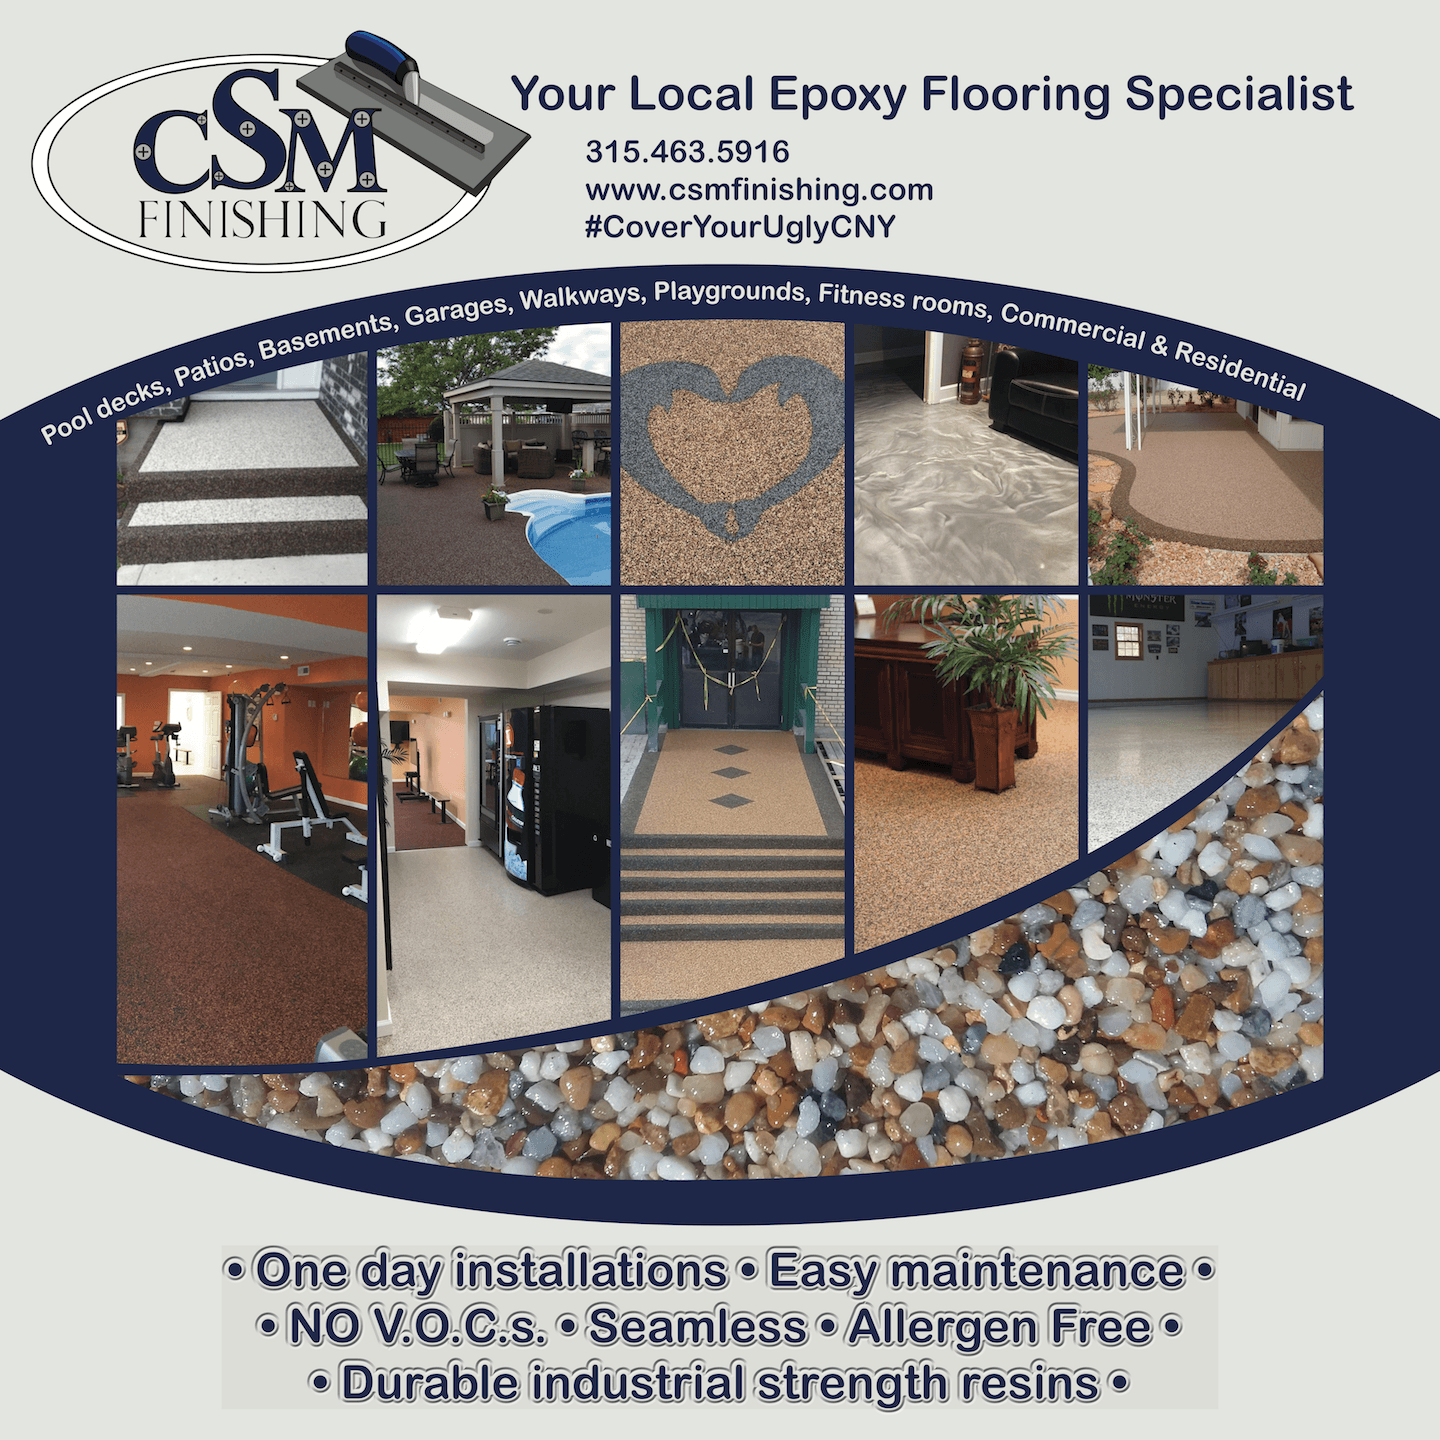 CSM
FINISHING
Your Local Epoxy Flooring Specialist
315.463.5916
www.csmfinishing.com
#CoverYourUglyCNY
Pool decks, Patios, Basements, Garages, Walkways, Playgrounds, Fitness rooms, Commercial & Residential
MONSTER
ENERGY
• One day installations • Easy maintenance •
• NO V.O.C.s. • Seamless • Allergen Free •
• Durable industrial strength resins •